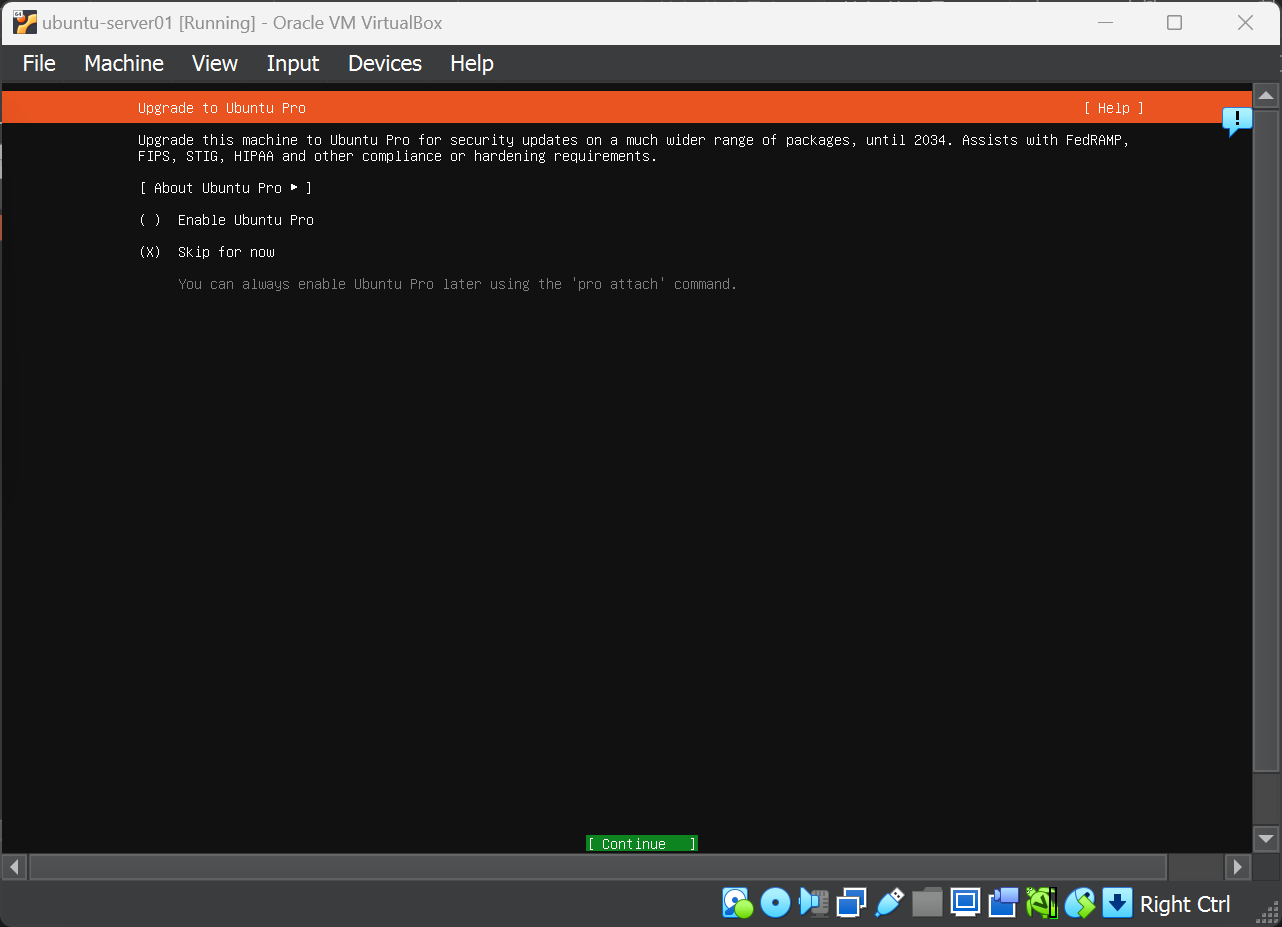 ubuntu-server01 [Running] - Oracle VM VirtualBox
File Machine View Input Devices Help
Upgrade to Ubuntu Pro [ Help ]
Upgrade this machine to Ubuntu Pro for security updates on a much wider range of packages, until 2034. Assists with FedRAMP,
FIPS, STIG, HIPAA and other compliance or hardening requirements.
[ About Ubuntu Pro ▸ ]
( ) Enable Ubuntu Pro
(X) Skip for now
You can always enable Ubuntu Pro later using the 'pro attach' command.
[ Continue ]
Right Ctrl